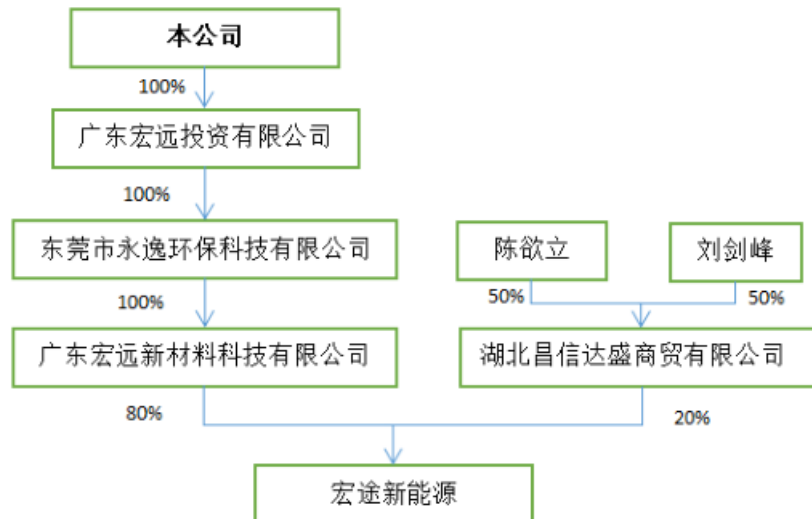 本公司
100%
广东宏远投资有限公司
100%
东莞市永逸环保科技有限公司
陈欲立
刘剑峰
100%
50%
50%
广东宏远新材料科技有限公司
湖北昌信达盛商贸有限公司
80%
20%
宏途新能源